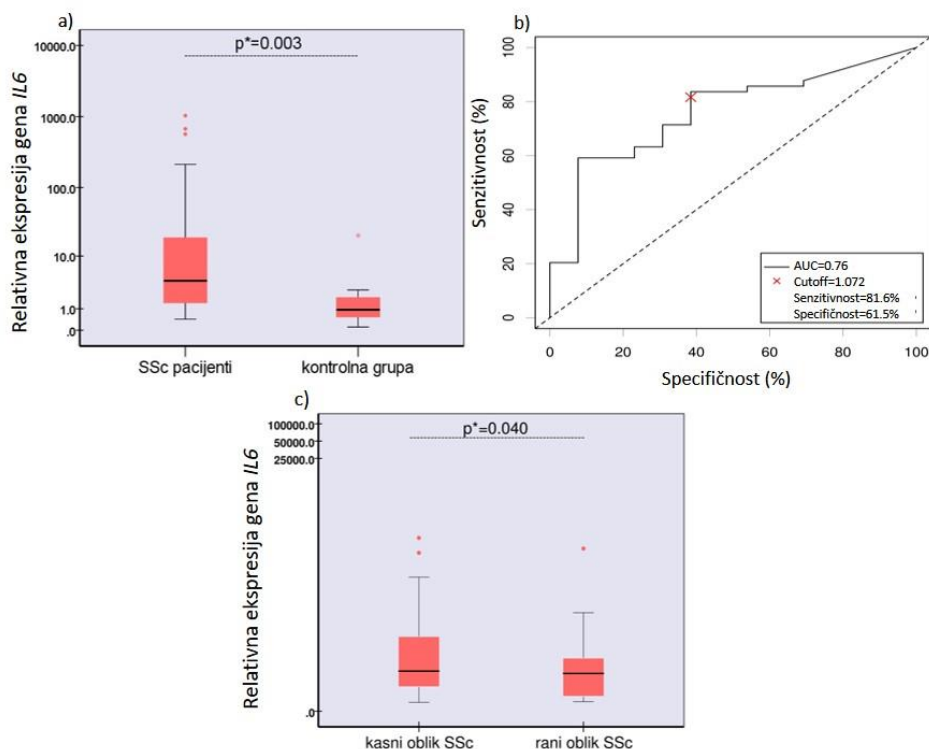 a)
p*=0.003
Relativna ekspresija gena IL6
10000.0
1000.0
100.0
10.0
1.0
.0
SSc pacijenti
kontrolna grupa
b)
Senzitivnost (%)
100
80
60
40
20
0
AUC=0.76
Cutoff=1.072
Senzitivnost=81.6%
Specifičnost=61.5%
0 20 40 60 80 100
Specifičnost (%)
c)
p*=0.040
Relativna ekspresija gena IL6
100000.0
50000.0
25000.0
.0
kasni oblik SSc
rani oblik SSc